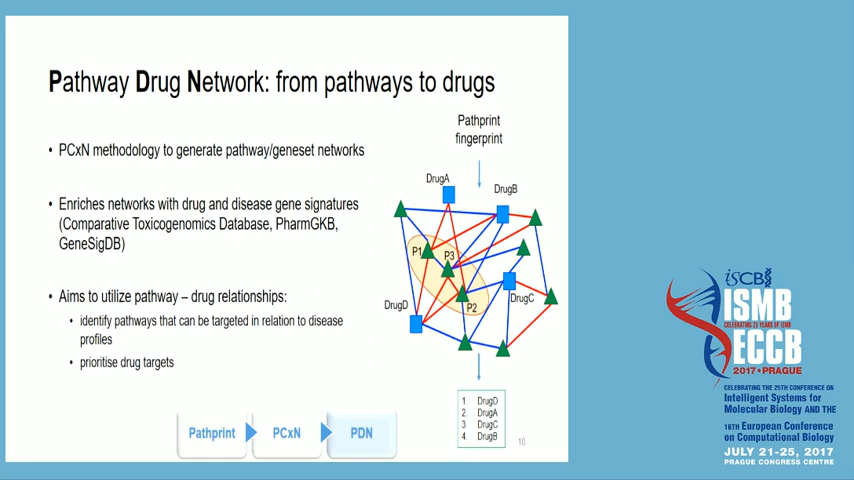 Pathway Drug Network: from pathways to drugs
• PCxN methodology to generate pathway/geneset networks
• Enriches networks with drug and disease gene signatures
(Comparative Toxicogenomics Database, PharmGKB,
GeneSigDB)
• Aims to utilize pathway – drug relationships:
• identify pathways that can be targeted in relation to disease
profiles
• prioritise drug targets
Pathprint
fingerprint
DrugA
DrugB
P1
P3
DrugC
DrugD
P2
1. DrugD
2. DrugA
3. DrugC
4. DrugB
Pathprint
PCxN
PDN
10
iSCB
ISMB
CELEBRATING 25 YEARS OF ISMB
ECCB
2017 • PRAGUE
CELEBRATING THE 25TH CONFERENCE ON
Intelligent Systems for
Molecular Biology AND THE
16TH European Conference
on Computational Biology
JULY 21-25, 2017
PRAGUE CONGRESS CENTRE